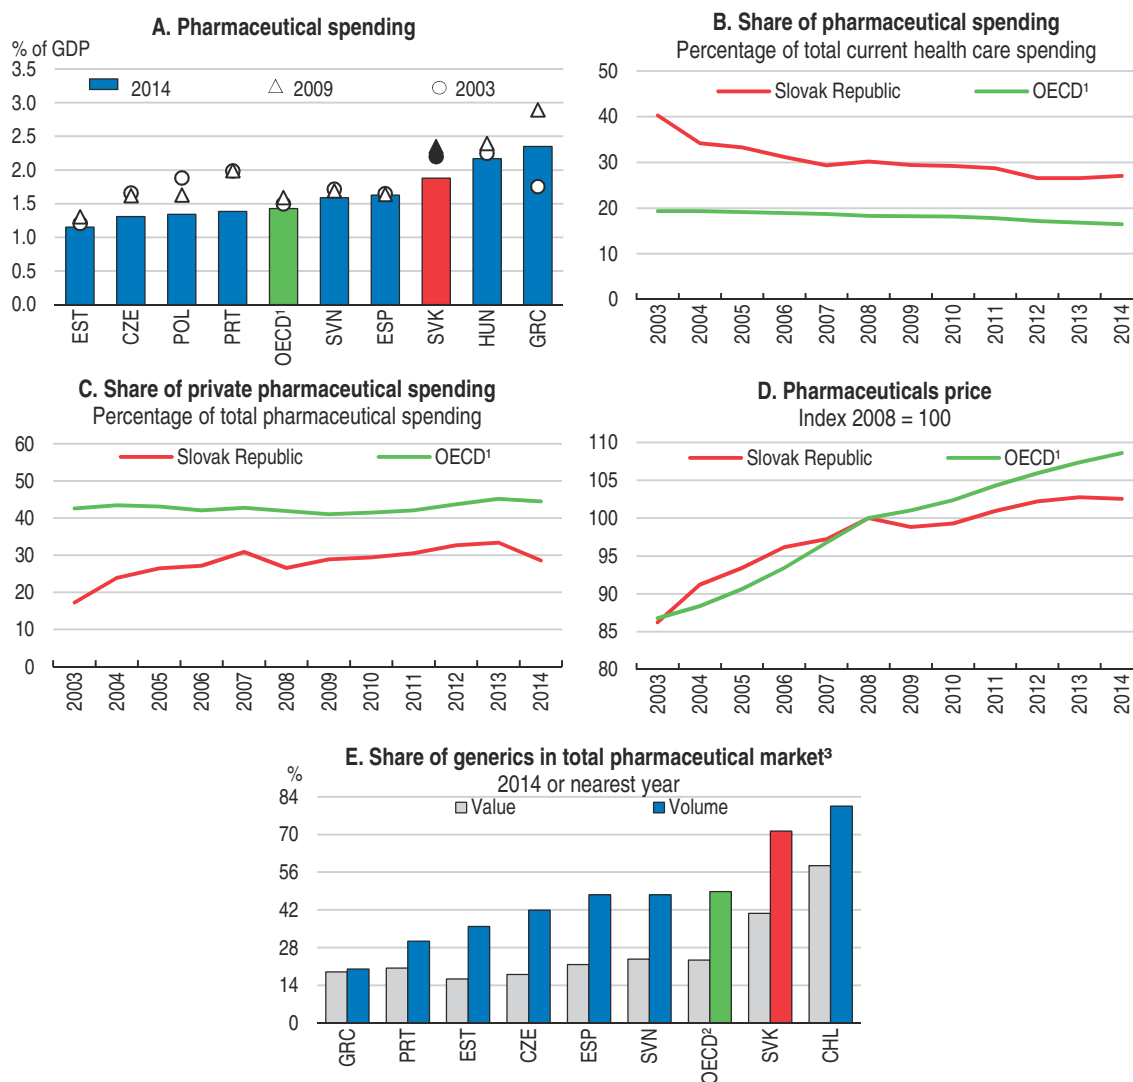 A. Pharmaceutical spending
% of GDP
3.5
3.0
2.5
2.0
1.5
1.0
0.5
0.0
2014
2009
2003
EST
CZE
POL
PRT
OECD¹
SVN
ESP
SVK
HUN
GRC
B. Share of pharmaceutical spending
Percentage of total current health care spending
50
40
30
20
10
0
Slovak Republic
OECD¹
2003
2004
2005
2006
2007
2008
2009
2010
2011
2012
2013
2014
C. Share of private pharmaceutical spending
Percentage of total pharmaceutical spending
60
50
40
30
20
10
0
Slovak Republic
OECD¹
2003
2004
2005
2006
2007
2008
2009
2010
2011
2012
2013
2014
D. Pharmaceuticals price
Index 2008 = 100
110
105
100
95
90
85
80
Slovak Republic
OECD¹
2003
2004
2005
2006
2007
2008
2009
2010
2011
2012
2013
2014
E. Share of generics in total pharmaceutical market³
2014 or nearest year
%
84
70
56
42
28
14
0
Value
Volume
GRC
PRT
EST
CZE
ESP
SVN
OECD²
SVK
CHL